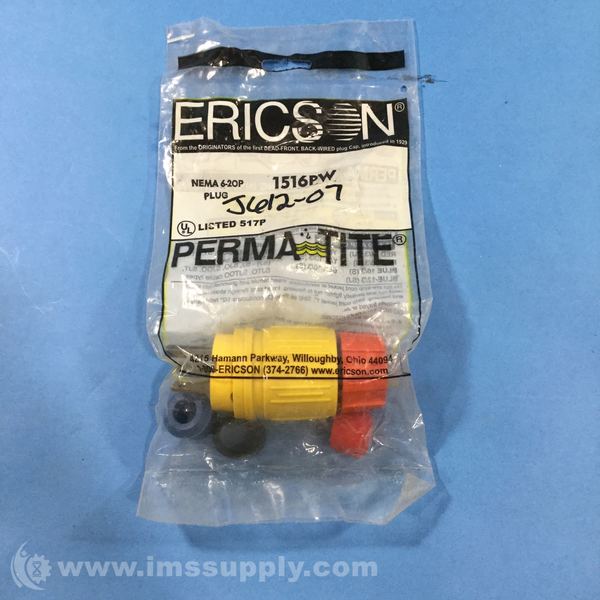 ERICSON®
From the ORIGINATORS of the first DEAD-FRONT, BACK-WIRED plug Cap, introduced in 1929
NEMA 6-20P 1516PW
PLUG J612-07
UL LISTED 517P
PERMA TITE®
4215 Hamann Parkway, Willoughby, Ohio 44094
ERICSON (374-2766) www.ericson.com
www.imssupply.com